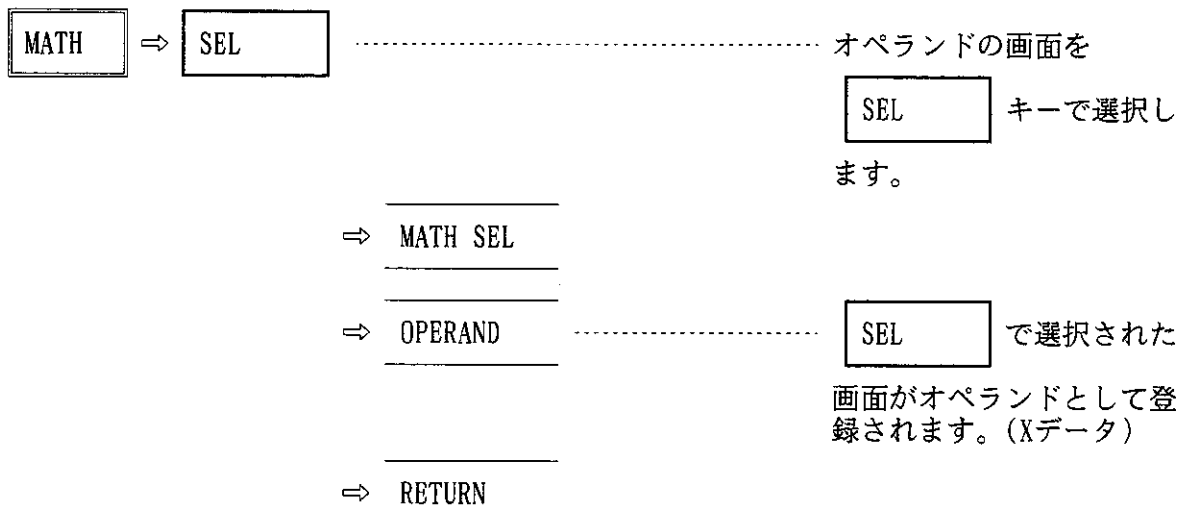 MATH ⇒ SEL ‥‥‥‥‥‥‥‥ オペランドの画面を
SEL キーで選択し
ます。
⇒ MATH SEL
⇒ OPERAND ‥‥‥‥‥‥ SEL で選択された
画面がオペランドとして登
録されます。(Xデータ)
⇒ RETURN